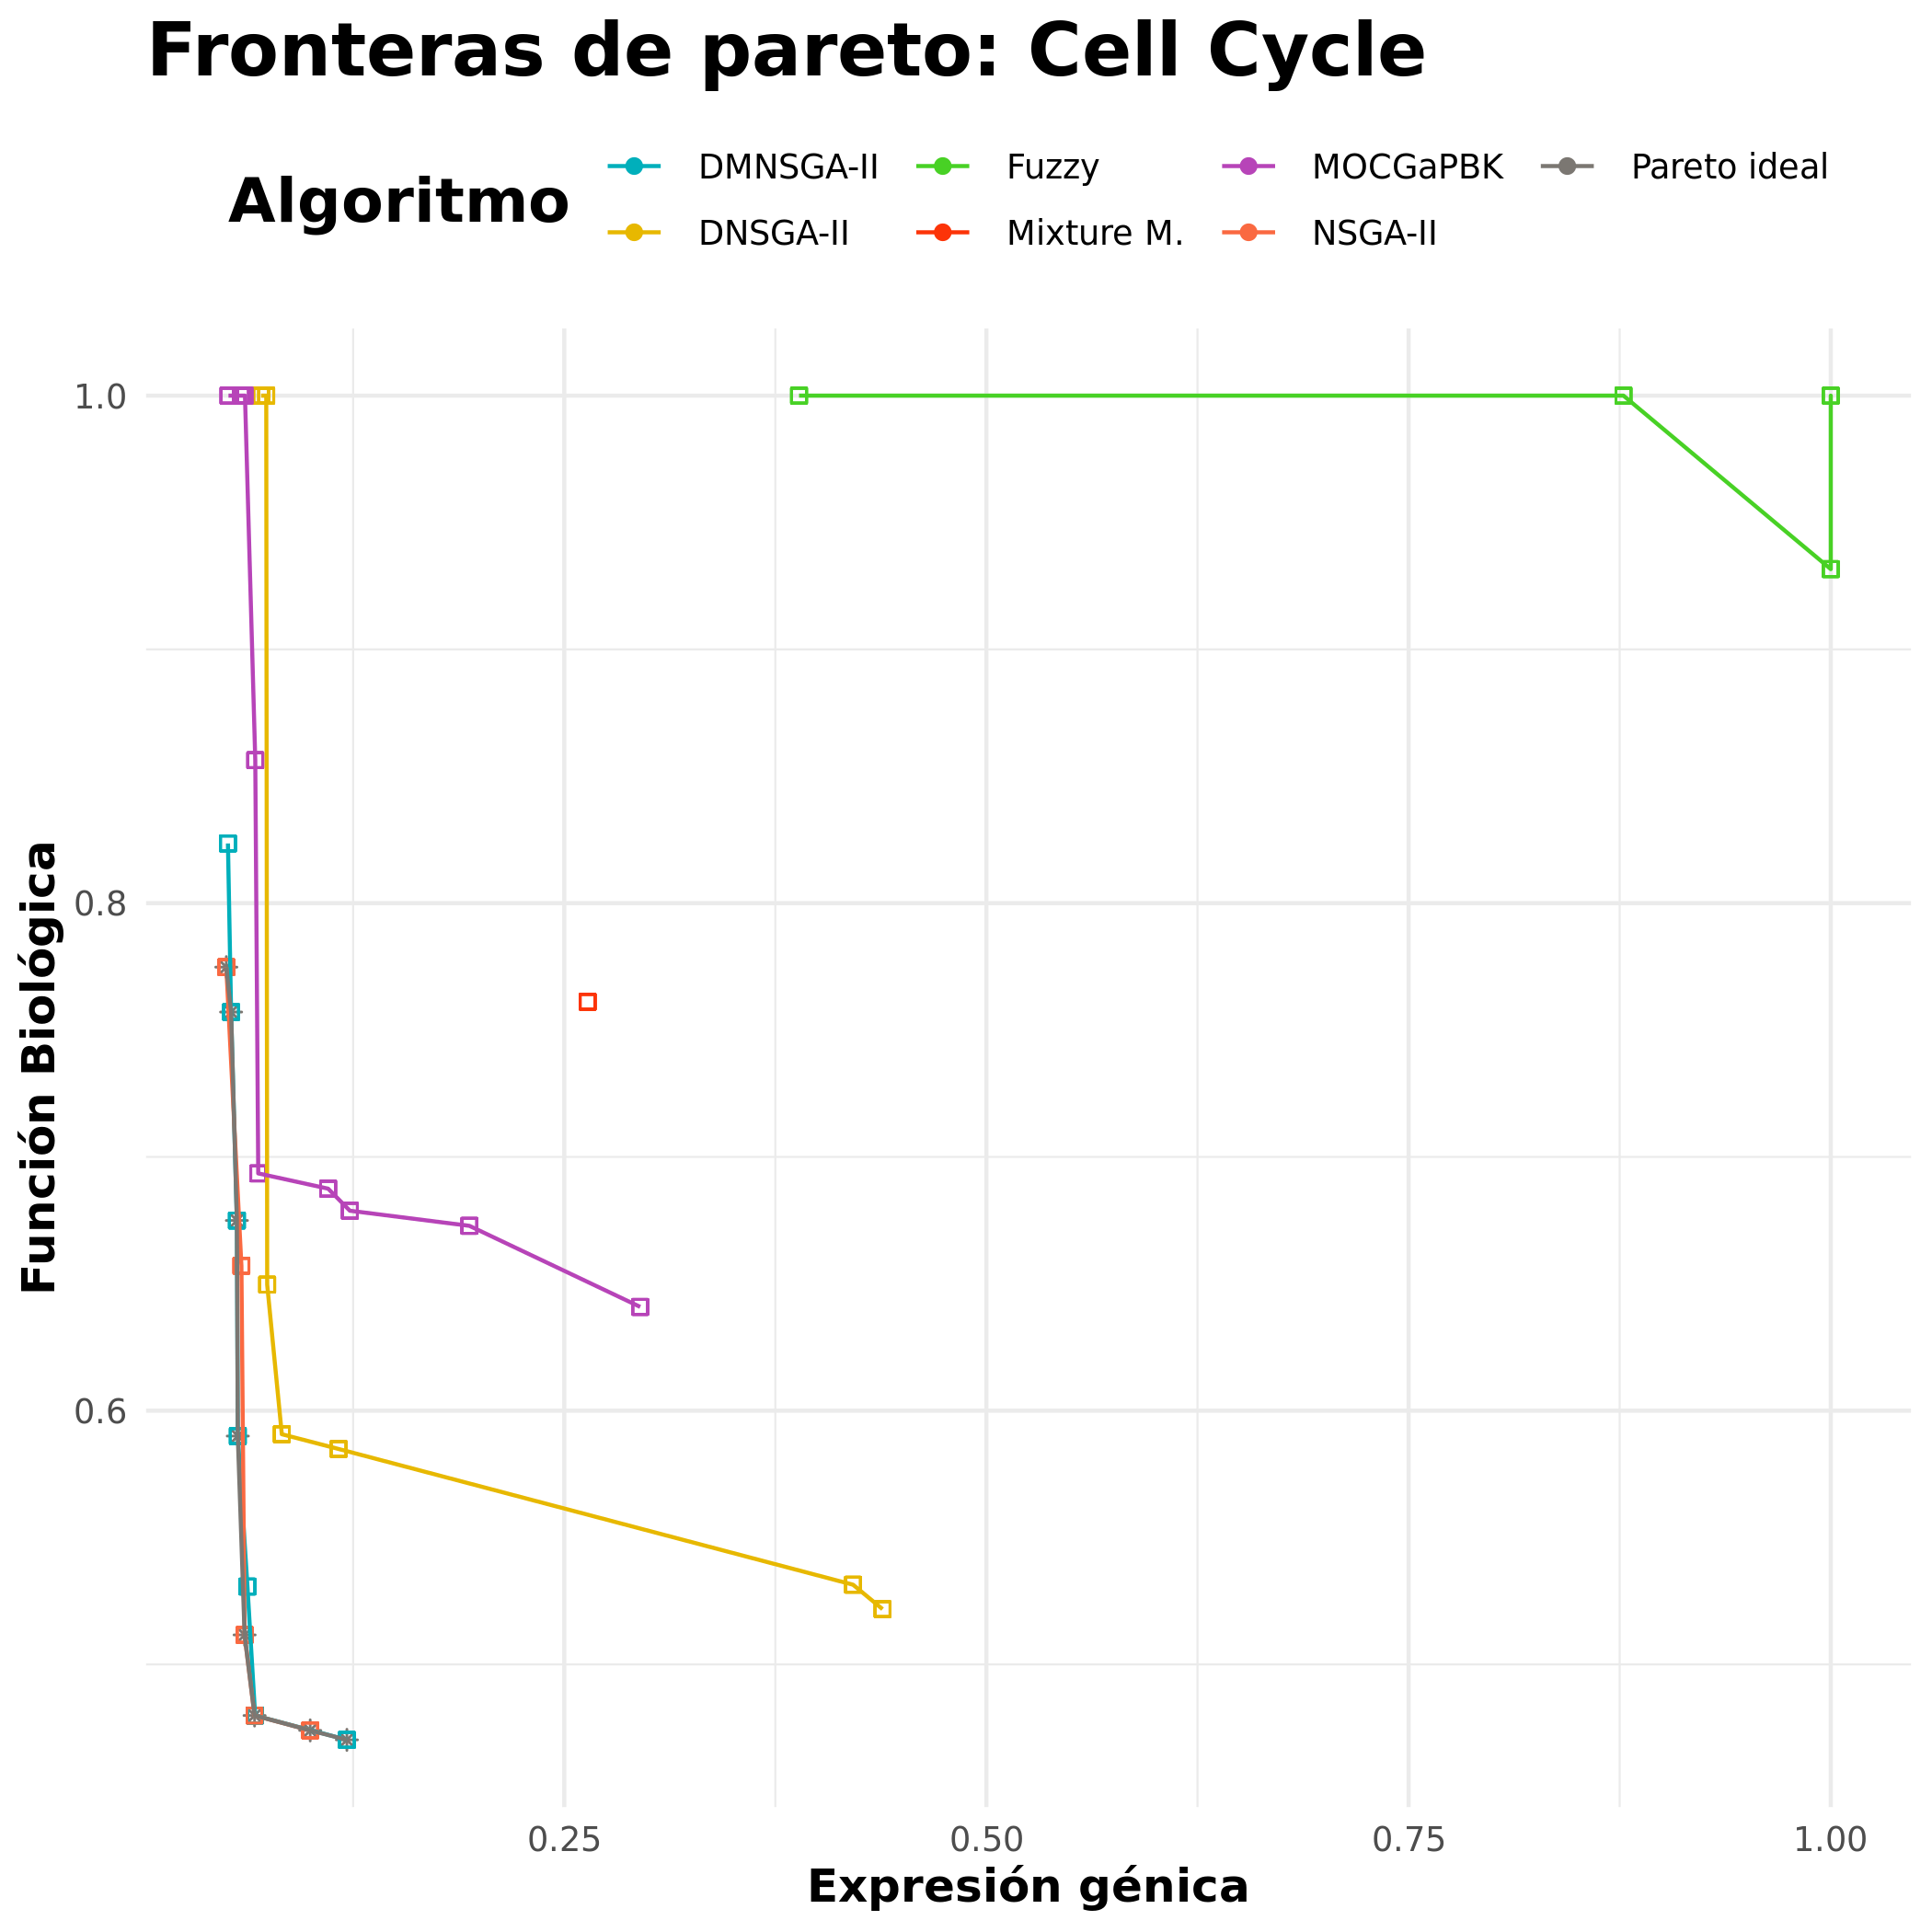 Fronteras de pareto: Cell Cycle
Algoritmo
DMNSGA-II
Fuzzy
MOCGaPBK
Pareto ideal
DNSGA-II
Mixture M.
NSGA-II
Función Biológica
1.0
0.8
0.6
0.25
0.50
0.75
1.00
Expresión génica